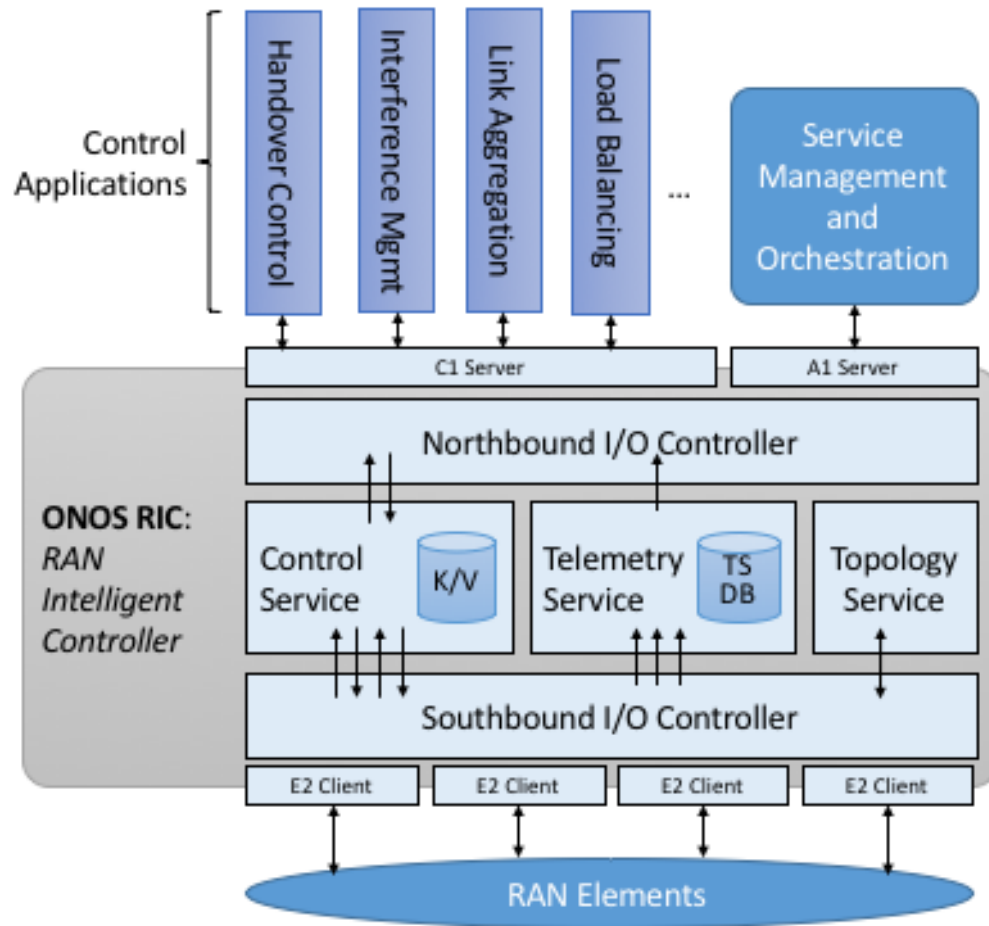 Control
Applications
Handover Control
Interference Mgmt
Link Aggregation
Load Balancing
...
Service
Management
and
Orchestration
C1 Server
A1 Server
Northbound I/O Controller
ONOS RIC:
RAN
Intelligent
Controller
Control
Service
K/V
Telemetry
Service
TS
DB
Topology
Service
Southbound I/O Controller
E2 Client
E2 Client
E2 Client
E2 Client
RAN Elements